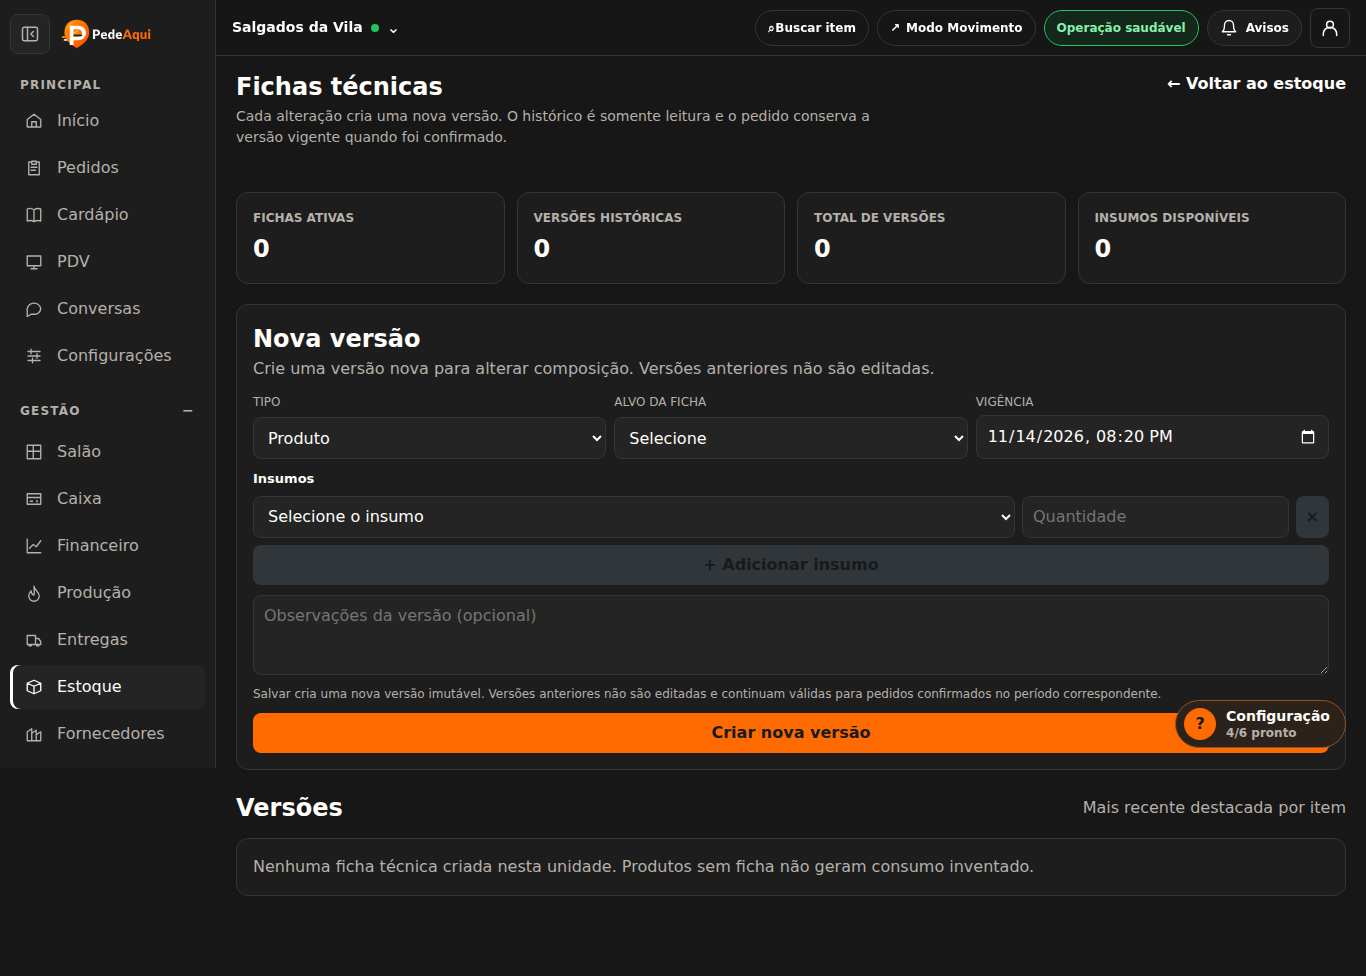 PedeAqui
Salgados da Vila
Buscar item
↗ Modo Movimento
Operação saudável
Avisos
PRINCIPAL
Início
Pedidos
Cardápio
PDV
Conversas
Configurações
GESTÃO −
Salão
Caixa
Financeiro
Produção
Entregas
Estoque
Fornecedores
Fichas técnicas
← Voltar ao estoque
Cada alteração cria uma nova versão. O histórico é somente leitura e o pedido conserva a
versão vigente quando foi confirmado.
FICHAS ATIVAS
0
VERSÕES HISTÓRICAS
0
TOTAL DE VERSÕES
0
INSUMOS DISPONÍVEIS
0
Nova versão
Crie uma versão nova para alterar composição. Versões anteriores não são editadas.
TIPO
Produto
ALVO DA FICHA
Selecione
VIGÊNCIA
11/14/2026, 08:20 PM
Insumos
Selecione o insumo
Quantidade
×
+ Adicionar insumo
Observações da versão (opcional)
Salvar cria uma nova versão imutável. Versões anteriores não são editadas e continuam válidas para pedidos confirmados no período correspondente.
Criar nova versão
?
Configuração
4/6 pronto
Versões
Mais recente destacada por item
Nenhuma ficha técnica criada nesta unidade. Produtos sem ficha não geram consumo inventado.